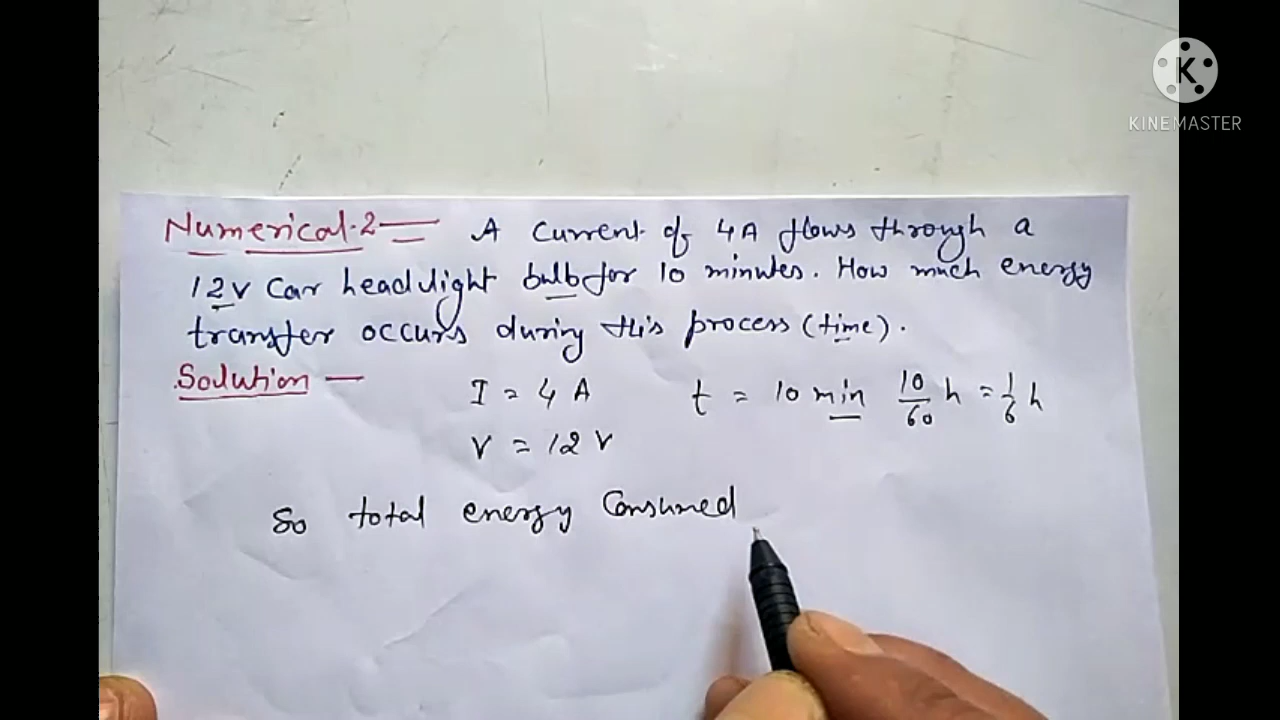 K
KINEMASTER
Numerical.2 — A current of 4A flows through a
12V Car headlight bulb for 10 minutes. How much energy
transfer occurs during this process (time).
Solution — I = 4 A t = 10 min 10/60 h = 1/6 h
V = 12 V
So total energy Consumed